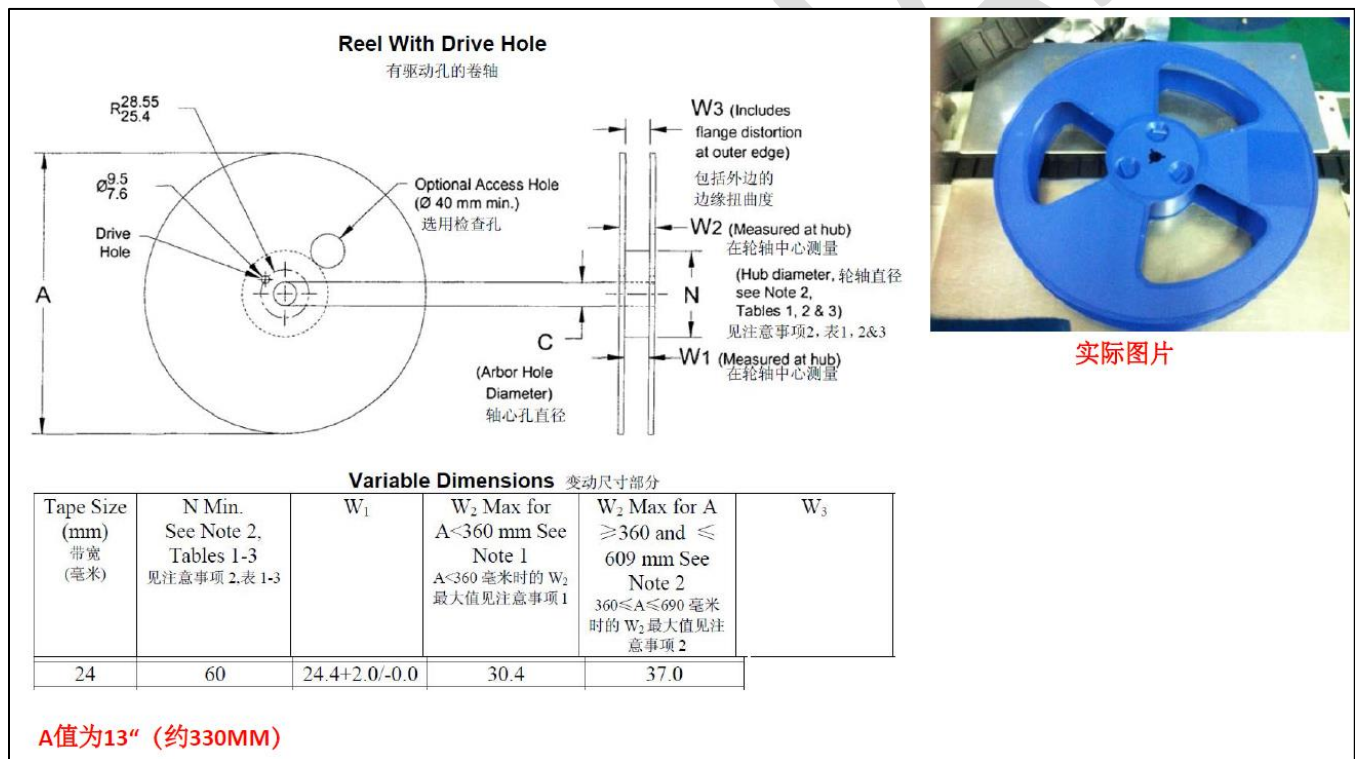 Reel With Drive Hole
有驱动孔的卷轴
R28.55
25.4
Ø9.5
7.6
Drive
Hole
A
Optional Access Hole
(Ø 40 mm min.)
选用检查孔
C
(Arbor Hole
Diameter)
轴心孔直径
W3 (Includes
flange distortion
at outer edge)
包括外边的
边缘扭曲度
W2 (Measured at hub)
在轮轴中心测量
N
(Hub diameter, 轮轴直径
see Note 2,
Tables 1, 2 & 3)
见注意事项2, 表1, 2&3
W1 (Measured at hub)
在轮轴中心测量
实际图片
Variable Dimensions 变动尺寸部分
Tape Size
(mm)
带宽
(毫米)
N Min.
See Note 2,
Tables 1-3
见注意事项 2,表 1-3
W1
W2 Max for
A<360 mm See
Note 1
A<360 毫米时的 W2
最大值见注意事项 1
W2 Max for A
≥360 and ≤
609 mm See
Note 2
360≤A≤690 毫米
时的 W2 最大值见注
意事项 2
W3
24
60
24.4+2.0/-0.0
30.4
37.0
A值为13“（约330MM）